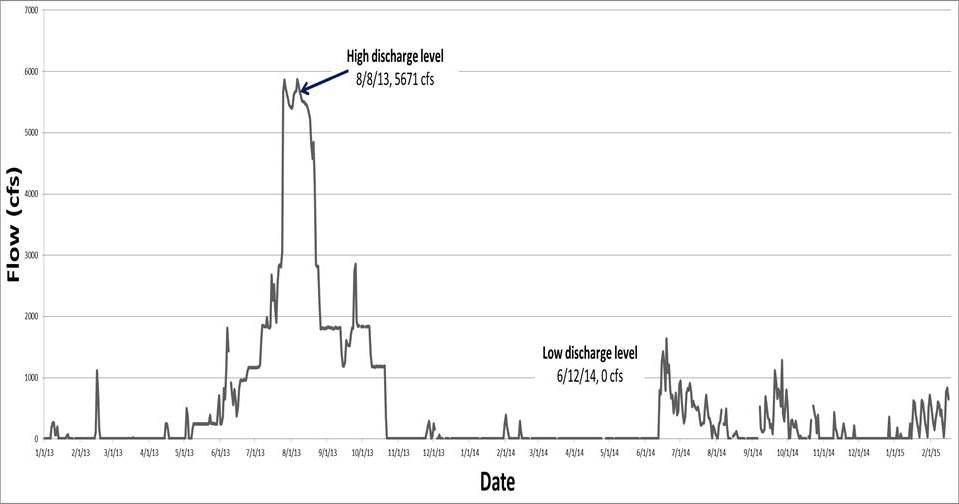 7000
6000
5000
4000
3000
2000
1000
0
Flow (cfs)
High discharge level
8/8/13, 5671 cfs
Low discharge level
6/12/14, 0 cfs
1/1/13 2/1/13 3/1/13 4/1/13 5/1/13 6/1/13 7/1/13 8/1/13 9/1/13 10/1/13 11/1/13 12/1/13 1/1/14 2/1/14 3/1/14 4/1/14 5/1/14 6/1/14 7/1/14 8/1/14 9/1/14 10/1/14 11/1/14 12/1/14 1/1/15 2/1/15
Date